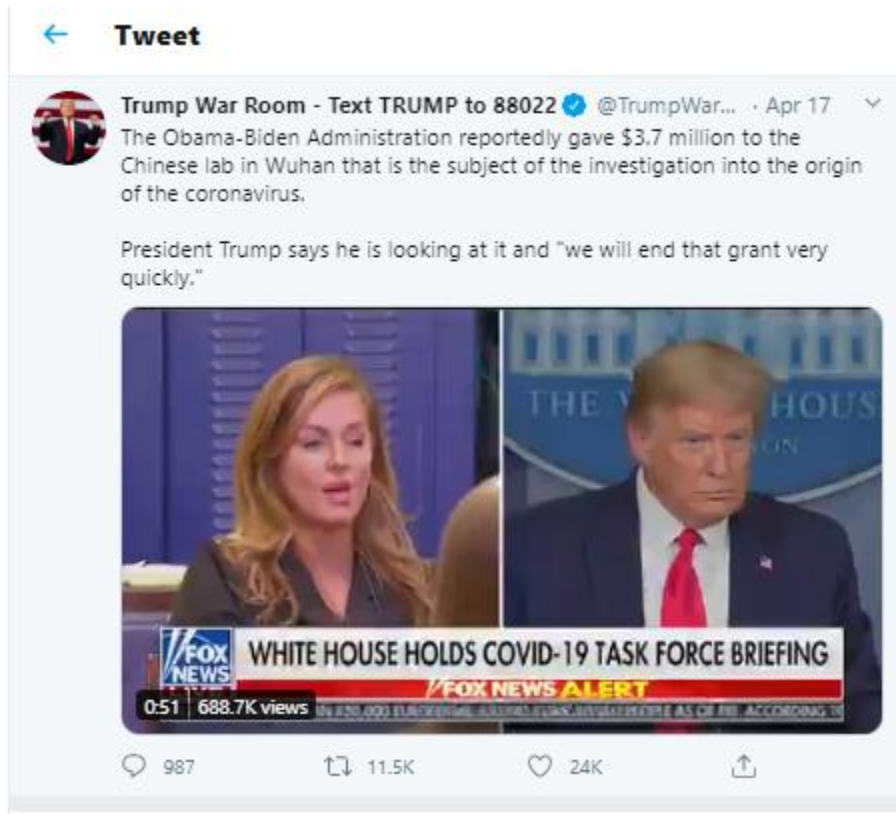 Tweet
Trump War Room - Text TRUMP to 88022 @TrumpWar... · Apr 17
The Obama-Biden Administration reportedly gave $3.7 million to the
Chinese lab in Wuhan that is the subject of the investigation into the origin
of the coronavirus.
President Trump says he is looking at it and "we will end that grant very
quickly."
THE HOUS
ON
FOX
NEWS
WHITE HOUSE HOLDS COVID-19 TASK FORCE BRIEFING
FOX NEWS ALERT
0:51 688.7K views
ACCORDING
987 11.5K 24K